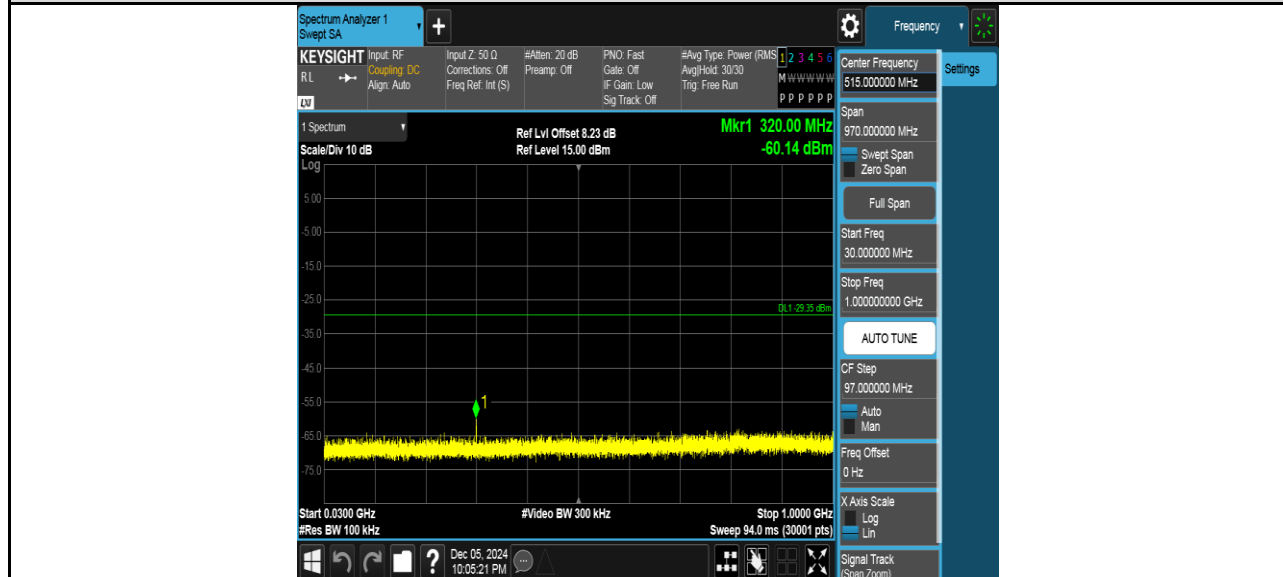 Spectrum Analyzer 1
Swept SA
+
Frequency
KEYSIGHT
RL
LXI
Input: RF
Coupling: DC
Align: Auto
Input Z: 50 Ω
Corrections: Off
Freq Ref: Int (S)
#Atten: 20 dB
Preamp: Off
PNO: Fast
Gate: Off
IF Gain: Low
Sig Track: Off
#Avg Type: Power (RMS
Avg|Hold: 30/30
Trig: Free Run
1 2 3 4 5 6
M W W W W W
P P P P P P
1 Spectrum
Scale/Div 10 dB
Log
Ref Lvl Offset 8.23 dB
Ref Level 15.00 dBm
Mkr1 320.00 MHz
-60.14 dBm
5.00
-5.00
-15.0
-25.0
-35.0
-45.0
-55.0
-65.0
-75.0
DL1 -29.35 dBm
1
Start 0.0300 GHz
#Res BW 100 kHz
#Video BW 300 kHz
Stop 1.0000 GHz
Sweep 94.0 ms (30001 pts)
?
Dec 05, 2024
10:05:21 PM
Center Frequency
515.000000 MHz
Settings
Span
970.000000 MHz
Swept Span
Zero Span
Full Span
Start Freq
30.000000 MHz
Stop Freq
1.000000000 GHz
AUTO TUNE
CF Step
97.000000 MHz
Auto
Man
Freq Offset
0 Hz
X Axis Scale
Log
Lin
Signal Track
(Span Zoom)